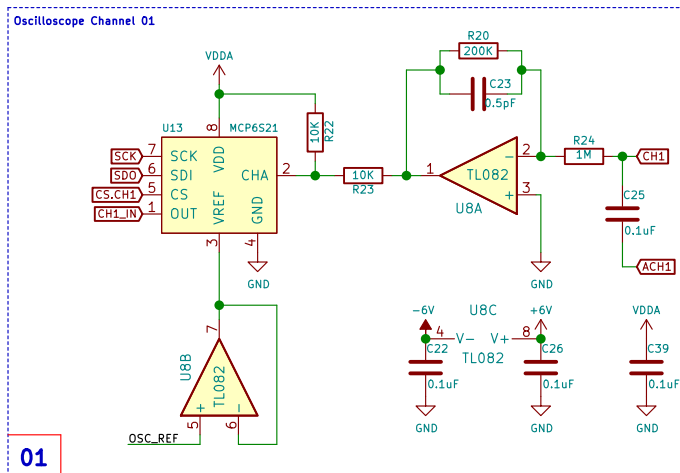 Oscilloscope Channel 01
R20
200K
VDDA
C23
0.5pF
U13
MCP6S21
8
10K
R22
R24
1M
SCK
7
SCK
VDD
2
1
2
-
CH1
SDO
6
SDI
CHA
10K
TL082
CS.CH1
5
CS
R23
3
+
C25
CH1_IN
1
OUT
VREF
GND
U8A
0.1uF
3
4
ACH1
GND
GND
-6V
U8C
+6V
VDDA
7
4
V-
V+
8
U8B
C22
TL082
C26
C39
TL082
0.1uF
0.1uF
0.1uF
+
-
5
6
GND
GND
GND
OSC_REF
01